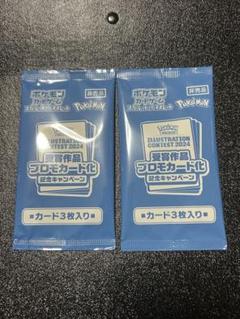 ポケモン
カードゲーム
非売品
Pokémon
ILLUSTRATION
CONTEST 2024
受賞作品
プロモカード化
記念キャンペーン
■カード3枚入り■
ポケモン
カードゲーム
非売品
Pokémon
Pokémon
ILLUSTRATION
CONTEST 2024
受賞作品
プロモカード化
記念キャンペーン
■カード3枚入り■